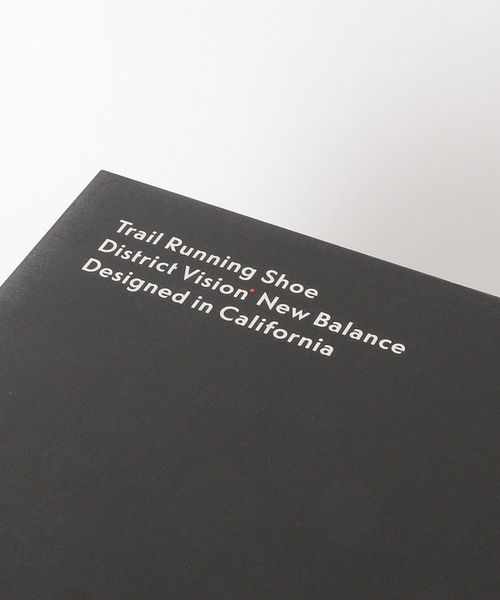 Trail Running Shoe
District Vision• New Balance
Designed in California